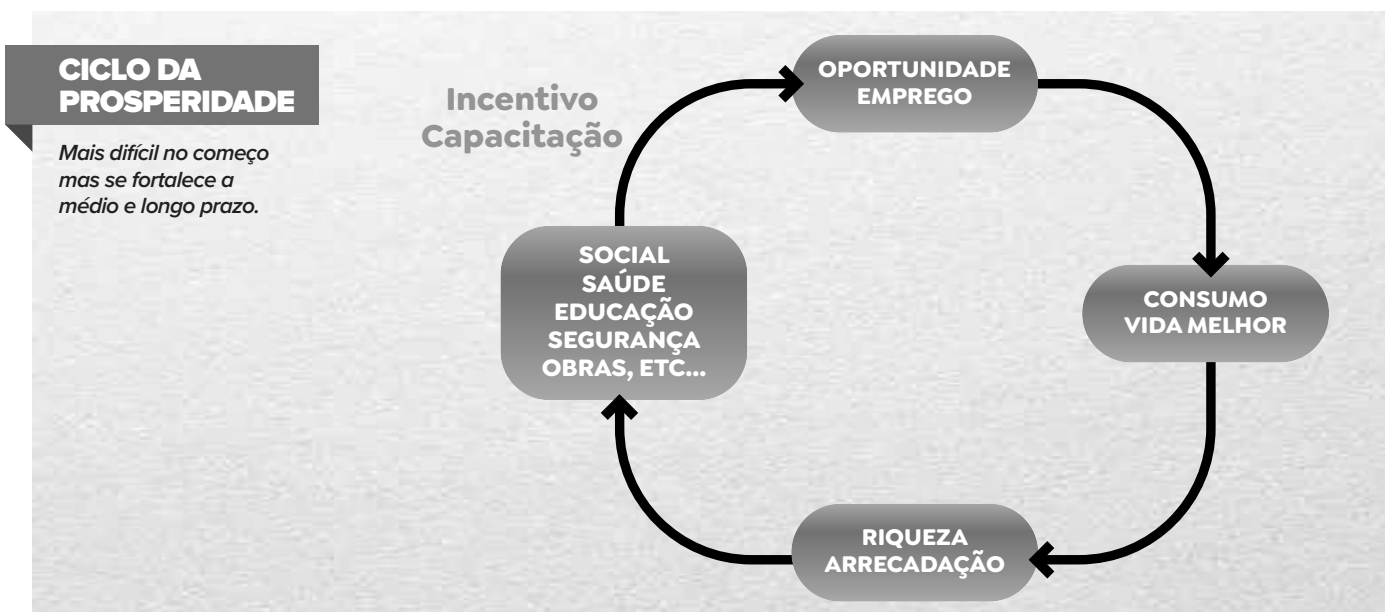 CICLO DA
PROSPERIDADE
Mais difícil no começo
mas se fortalece a
médio e longo prazo.
Incentivo
Capacitação
OPORTUNIDADE
EMPREGO
CONSUMO
VIDA MELHOR
RIQUEZA
ARRECADAÇÃO
SOCIAL
SAÚDE
EDUCAÇÃO
SEGURANÇA
OBRAS, ETC...